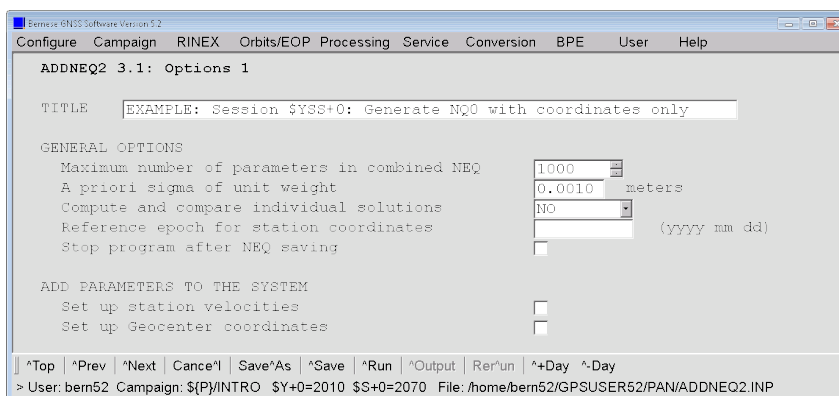 Bernese GNSS Software Version 5.2
Configure Campaign RINEX Orbits/EOP Processing Service Conversion BPE User Help
ADDNEQ2 3.1: Options 1
TITLE EXAMPLE: Session $YSS+0: Generate NQ0 with coordinates only
GENERAL OPTIONS
Maximum number of parameters in combined NEQ 1000
A priori sigma of unit weight 0.0010 meters
Compute and compare individual solutions NO
Reference epoch for station coordinates (yyyy mm dd)
Stop program after NEQ saving
ADD PARAMETERS TO THE SYSTEM
Set up station velocities
Set up Geocenter coordinates
^Top | ^Prev | ^Next | Cance^l | Save^As | ^Save | ^Run | ^Output | Rer^un | ^+Day ^-Day
> User: bern52 Campaign: ${P}/INTRO $Y+0=2010 $S+0=2070 File: /home/bern52/GPSUSER52/PAN/ADDNEQ2.INP